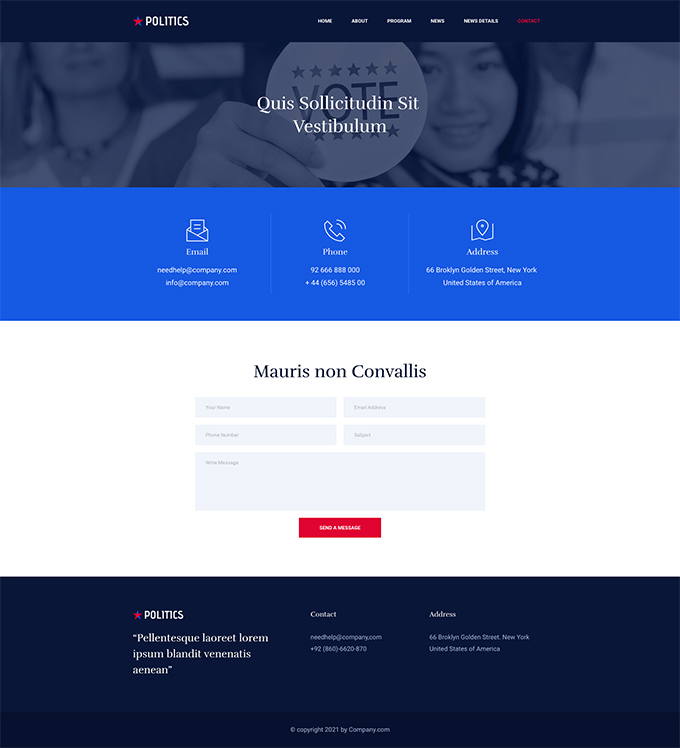 POLITICS
HOME ABOUT PROGRAM NEWS NEWS DETAILS CONTACT
VOTE
Quis Sollicitudin Sit
Vestibulum
Email Phone Address
needhelp@company.com 92 666 888 000 66 Broklyn Golden Street, New York
info@company.com + 44 (656) 5485 00 United States of America
Mauris non Convallis
Your Name Email Address
Phone Number Subject
Write Message
SEND A MESSAGE
POLITICS Contact Address
“Pellentesque laoreet lorem needhelp@company,com 66 Broklyn Golden Street. New York
ipsum blandit venenatis +92 (860)-6620-870 United States of America
aenean”
© copyright 2021 by Company.com